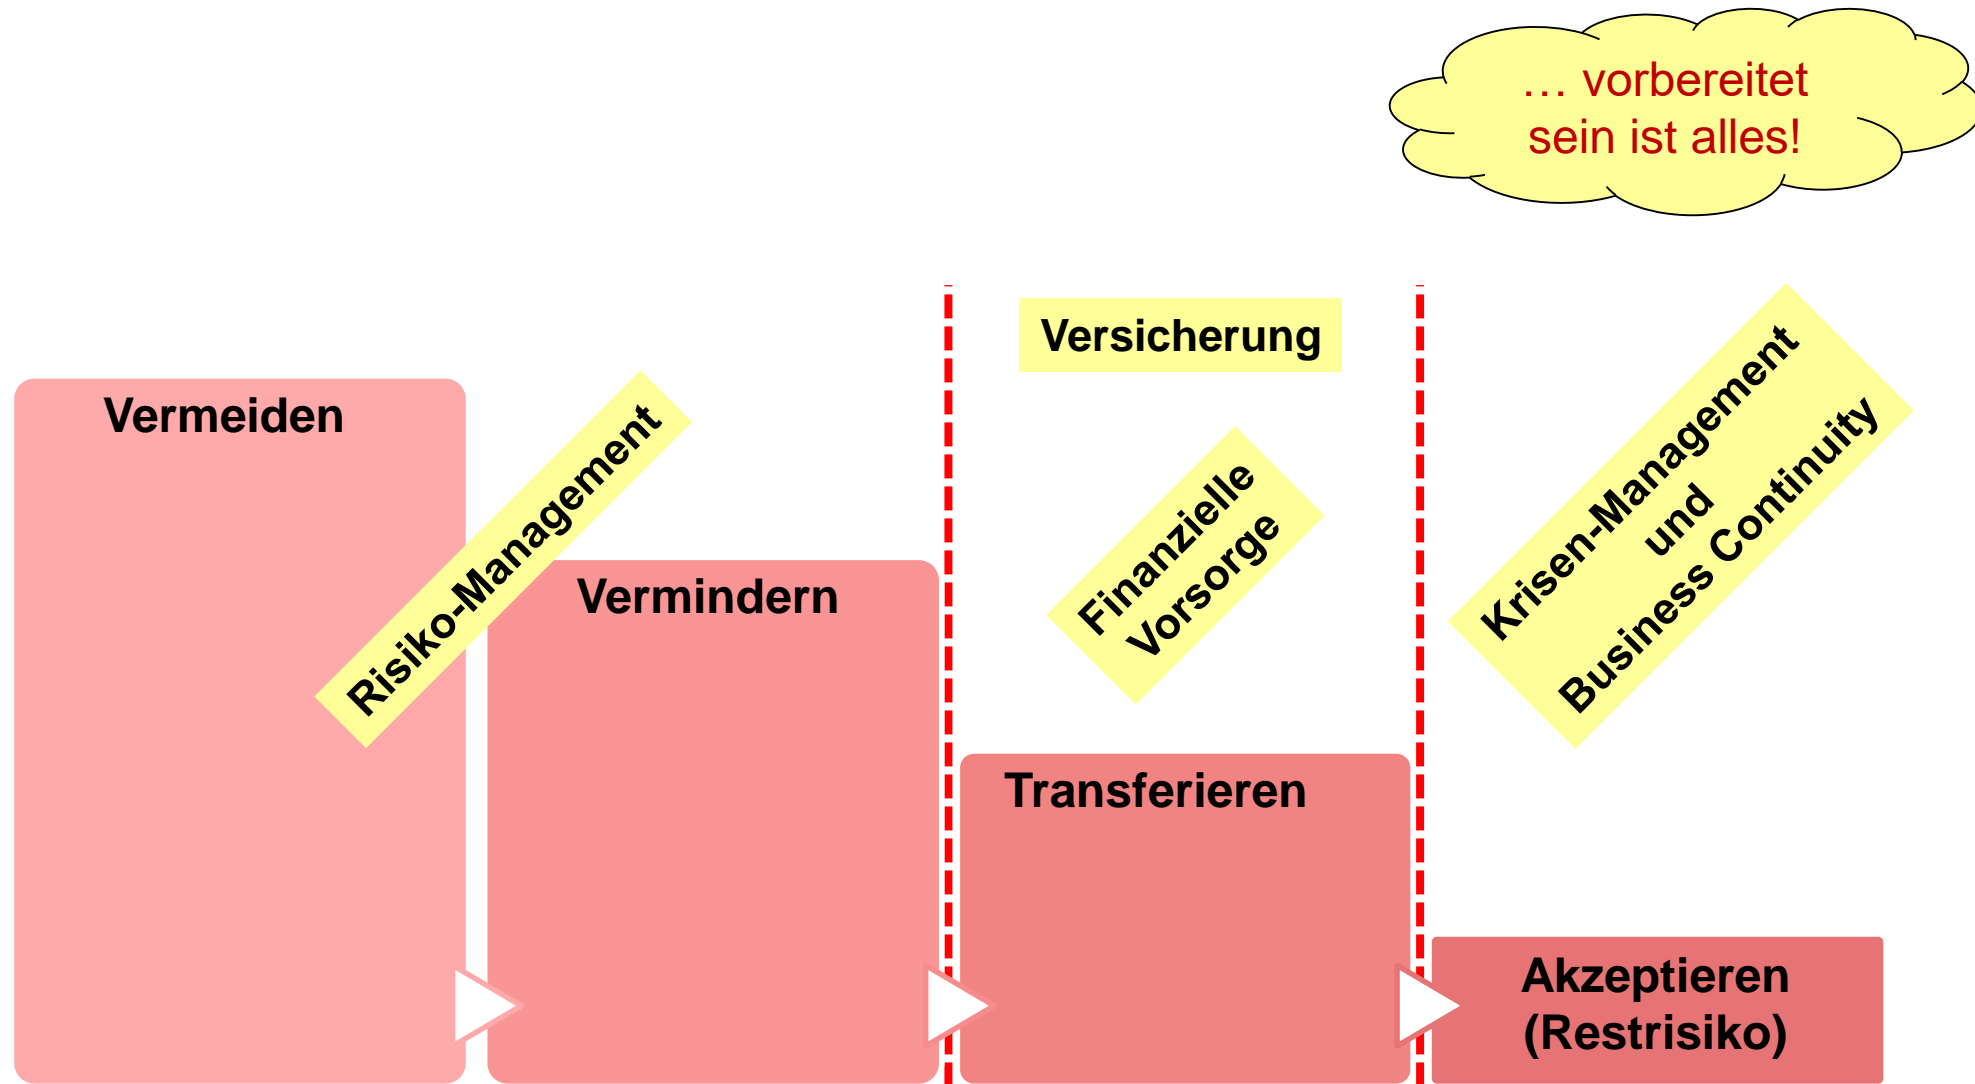 … vorbereitet
sein ist alles!
Versicherung
Vermeiden
Risiko-Management
Vermindern
Finanzielle
Vorsorge
Krisen-Management
und
Business Continuity
Transferieren
Akzeptieren
(Restrisiko)